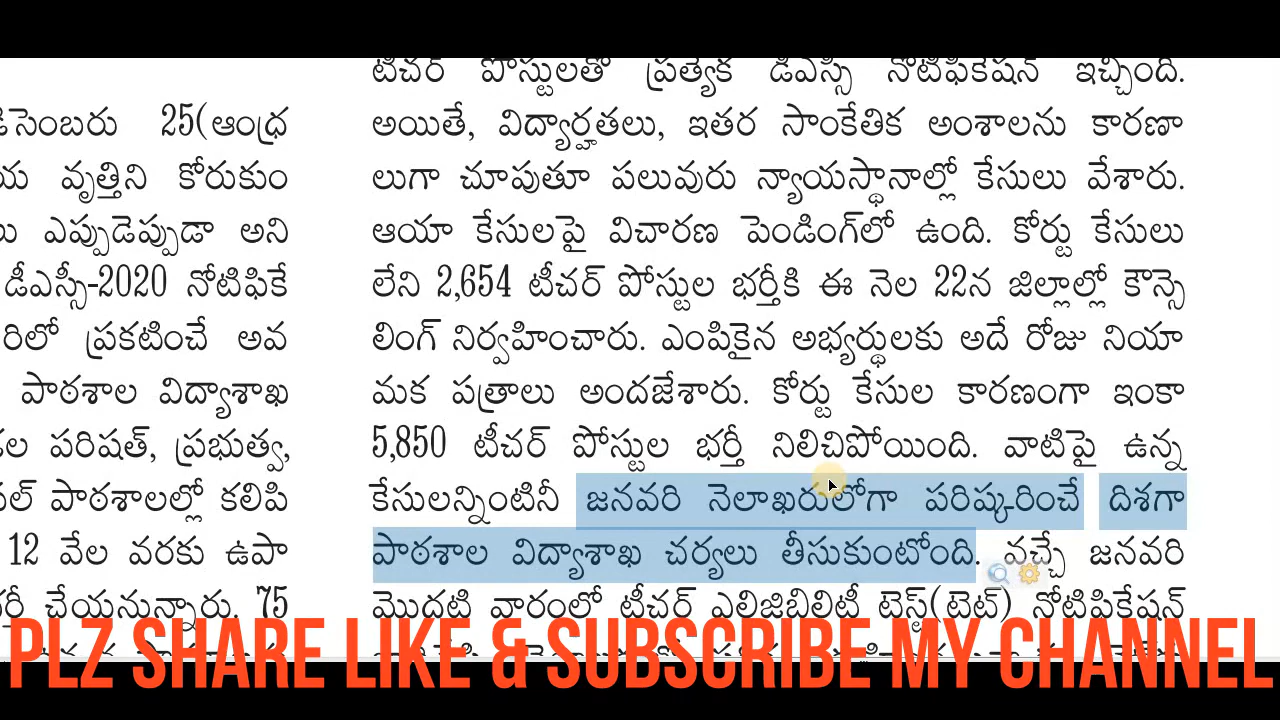 డిసెంబరు 25(ఆంధ్ర
య వృత్తిని కోరుకుం
లు ఎప్పుడెప్పుడా అని
డీఎస్సీ-2020 నోటిఫికే
రిలో ప్రకటించే అవ
పాఠశాల విద్యాశాఖ
డల పరిషత్, ప్రభుత్వ,
పల్ పాఠశాలల్లో కలిపి
12 వేల వరకు ఉపా
ర్తీ చేయనున్నారు. 75
టీచర్ పోస్టులతో ప్రత్యేక డీఎస్సీ నోటిఫికేషన్ ఇచ్చింది.
అయితే, విద్యార్హతలు, ఇతర సాంకేతిక అంశాలను కారణా
లుగా చూపుతూ పలువురు న్యాయస్థానాల్లో కేసులు వేశారు.
ఆయా కేసులపై విచారణ పెండింగ్‌లో ఉంది. కోర్టు కేసులు
లేని 2,654 టీచర్ పోస్టుల భర్తీకి ఈ నెల 22న జిల్లాల్లో కౌన్సె
లింగ్ నిర్వహించారు. ఎంపికైన అభ్యర్థులకు అదే రోజు నియా
మక పత్రాలు అందజేశారు. కోర్టు కేసుల కారణంగా ఇంకా
5,850 టీచర్ పోస్టుల భర్తీ నిలిచిపోయింది. వాటిపై ఉన్న
కేసులన్నింటినీ జనవరి నెలాఖరులోగా పరిష్కరించే దిశగా
పాఠశాల విద్యాశాఖ చర్యలు తీసుకుంటోంది. వచ్చే జనవరి
మొదటి వారంలో టీచర్ ఎలిజిబిలిటీ టెస్ట్(టెట్) నోటిఫికేషన్
PLZ SHARE LIKE & SUBSCRIBE MY CHANNEL